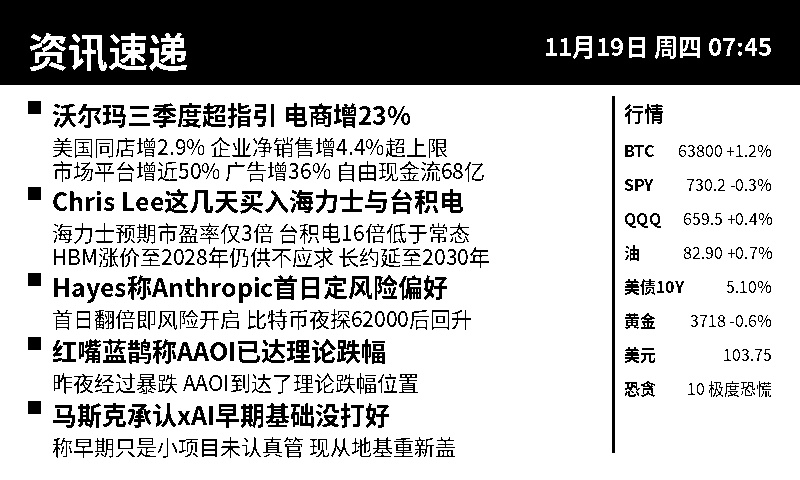 资讯速递
11月19日 周四 07:45
沃尔玛三季度超指引 电商增23%
美国同店增2.9% 企业净销售增4.4%超上限
市场平台增近50% 广告增36% 自由现金流68亿
Chris Lee这几天买入海力士与台积电
海力士预期市盈率仅3倍 台积电16倍低于常态
HBM涨价至2028年仍供不应求 长约延至2030年
Hayes称Anthropic首日定风险偏好
首日翻倍即风险开启 比特币夜探62000后回升
红嘴蓝鹊称AAOI已达理论跌幅
昨夜经过暴跌 AAOI到达了理论跌幅位置
马斯克承认xAI早期基础没打好
称早期只是小项目未认真管 现从地基重新盖
行情
BTC 63800 +1.2%
SPY 730.2 -0.3%
QQQ 659.5 +0.4%
油 82.90 +0.7%
美债10Y 5.10%
黄金 3718 -0.6%
美元 103.75
恐贪 10 极度恐慌